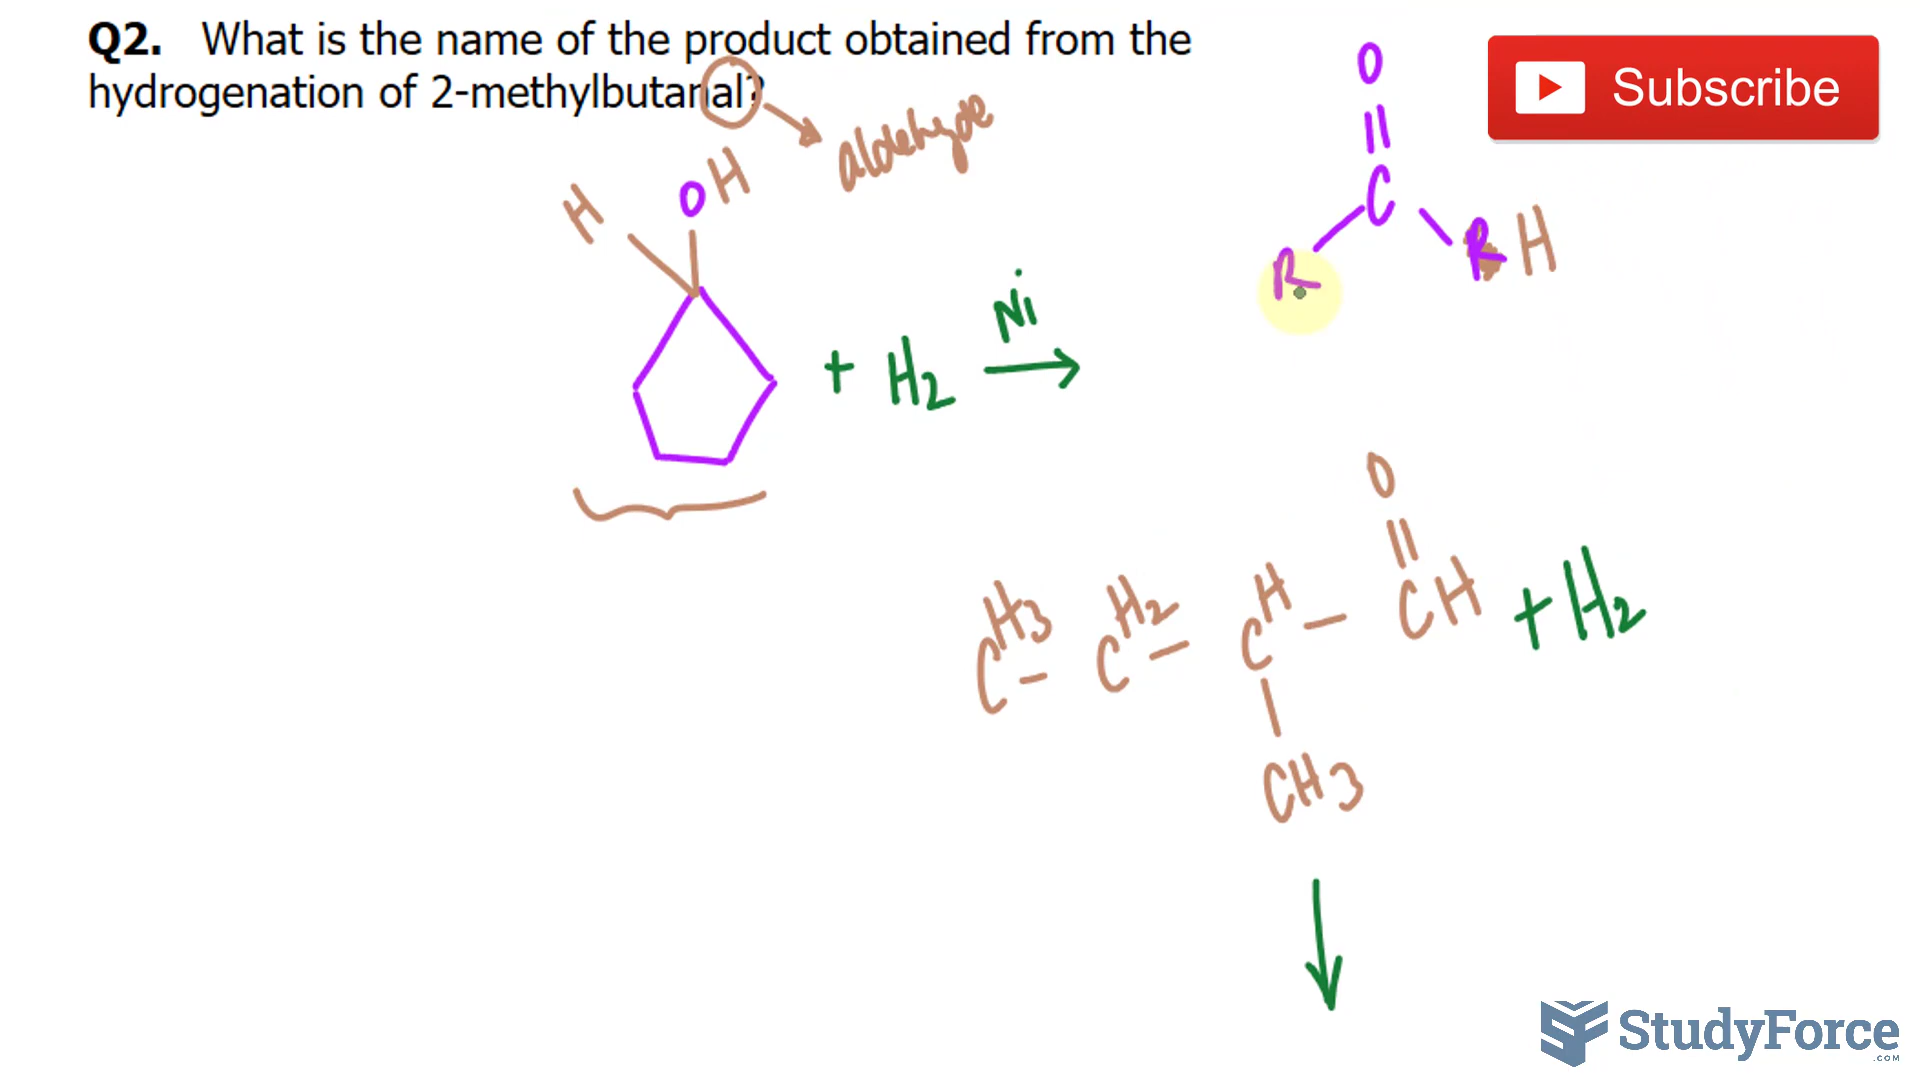 Q2. What is the name of the product obtained from the
hydrogenation of 2-methylbutanal?
Subscribe
aldehyde
O
||
C
R R H
H OH
+ H2 Ni →
O
||
CH3 - CH2 - CH - CH + H2
|
CH3
↓
StudyForce
.COM